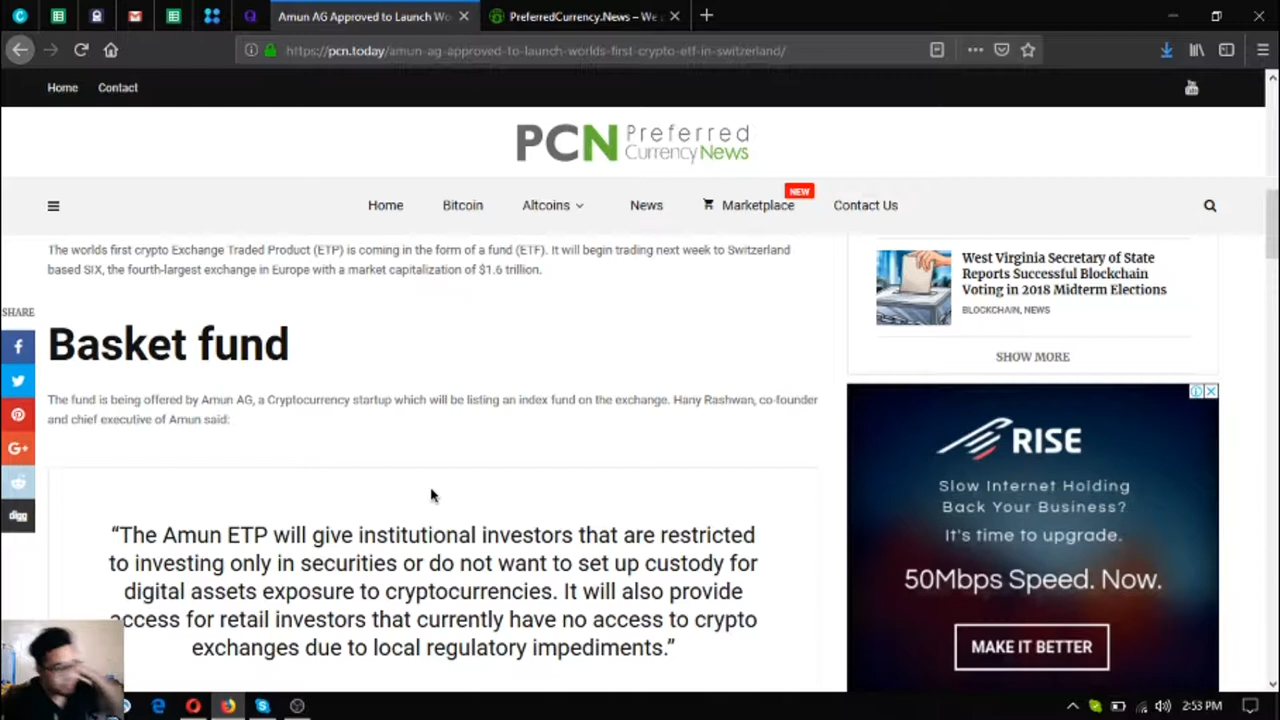 Amun AG Approved to Launch Wo
PreferredCurrency.News – We a
https://pcn.today/amun-ag-approved-to-launch-worlds-first-crypto-etf-in-switzerland/
Home
Contact
PCN Preferred
Currency News
NEW
Home
Bitcoin
Altcoins
News
Marketplace
Contact Us
The worlds first crypto Exchange Traded Product (ETP) is coming in the form of a fund (ETF). It will begin trading next week to Switzerland
based SIX, the fourth-largest exchange in Europe with a market capitalization of $1.6 trillion.
SHARE
Basket fund
The fund is being offered by Amun AG, a Cryptocurrency startup which will be listing an index fund on the exchange. Hany Rashwan, co-founder
and chief executive of Amun said:
digg
“The Amun ETP will give institutional investors that are restricted
to investing only in securities or do not want to set up custody for
digital assets exposure to cryptocurrencies. It will also provide
access for retail investors that currently have no access to crypto
exchanges due to local regulatory impediments.”
West Virginia Secretary of State
Reports Successful Blockchain
Voting in 2018 Midterm Elections
BLOCKCHAIN, NEWS
SHOW MORE
RISE
Slow Internet Holding
Back Your Business?
It's time to upgrade.
50Mbps Speed. Now.
MAKE IT BETTER
2:53 PM